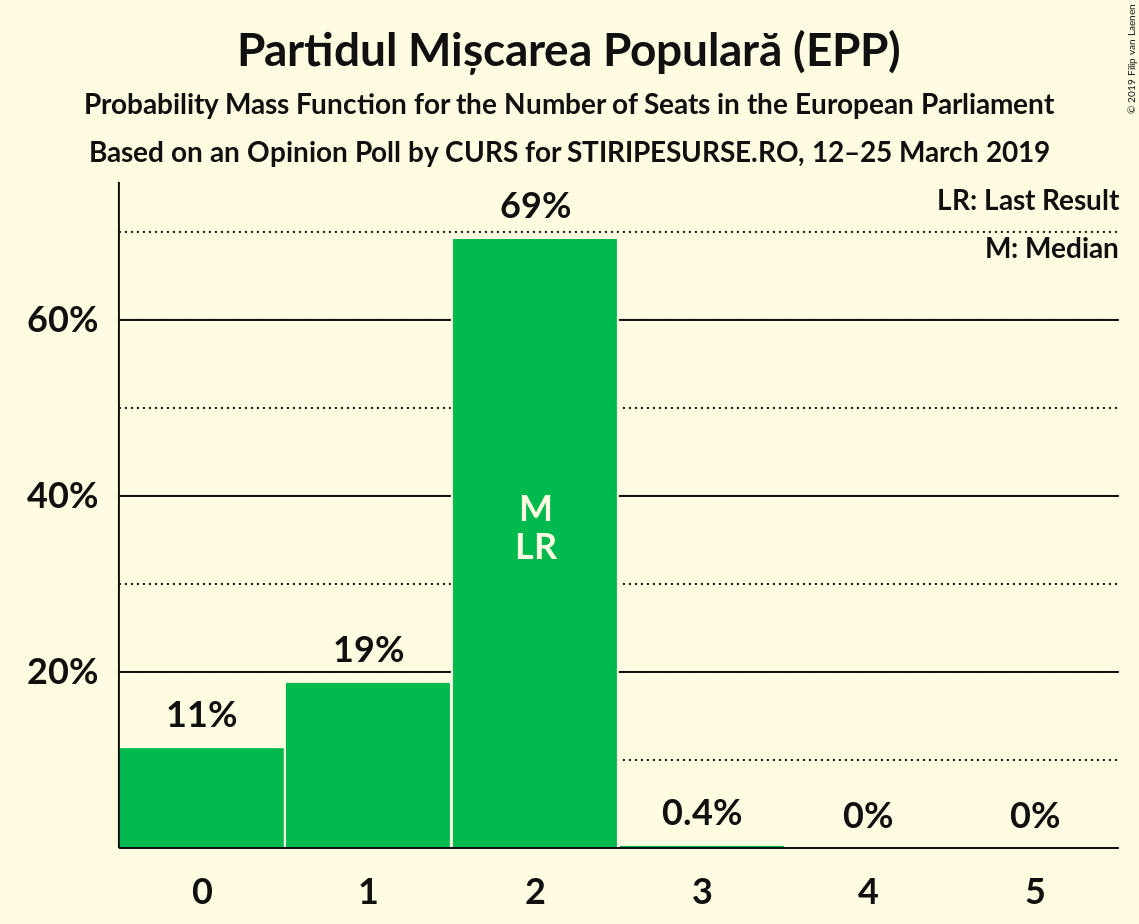 Partidul Mișcarea Populară (EPP)
Probability Mass Function for the Number of Seats in the European Parliament
Based on an Opinion Poll by CURS for STIRIPESURSE.RO, 12–25 March 2019
© 2019 Filip van Laenen
LR: Last Result
M: Median
69%
60%
40%
M
LR
20%
19%
11%
0.4%
0%
0%
0
1
2
3
4
5